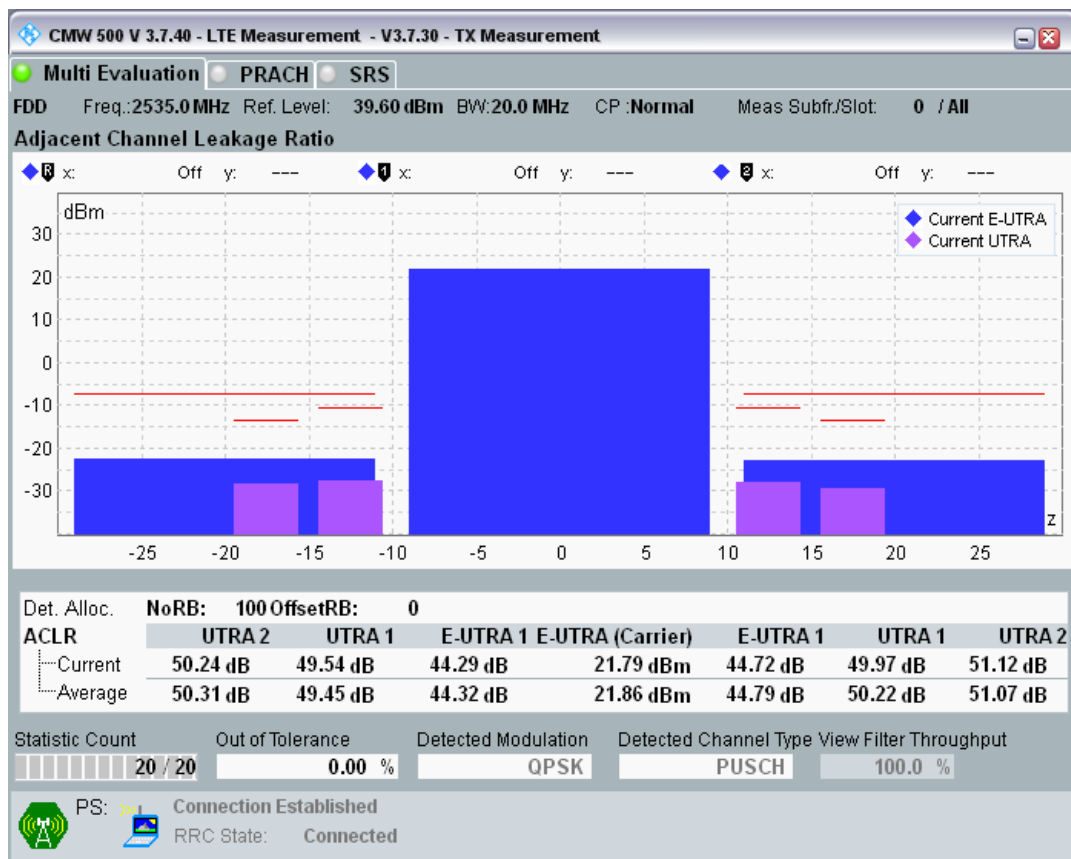 CMW 500 V 3.7.40 - LTE Measurement - V3.7.30 - TX Measurement
Multi Evaluation PRACH SRS
FDD Freq.:2535.0 MHz Ref. Level: 39.60 dBm BW:20.0 MHz CP :Normal Meas Subfr./Slot: 0 / All
Adjacent Channel Leakage Ratio
R x: Off y: --- 1 x: Off y: --- 2 x: Off y: ---
dBm
Current E-UTRA
Current UTRA
30
20
10
0
-10
-20
-30
z
-25 -20 -15 -10 -5 0 5 10 15 20 25
Det. Alloc. NoRB: 100 OffsetRB: 0
ACLR UTRA 2 UTRA 1 E-UTRA 1 E-UTRA (Carrier) E-UTRA 1 UTRA 1 UTRA 2
Current 50.24 dB 49.54 dB 44.29 dB 21.79 dBm 44.72 dB 49.97 dB 51.12 dB
Average 50.31 dB 49.45 dB 44.32 dB 21.86 dBm 44.79 dB 50.22 dB 51.07 dB
Statistic Count Out of Tolerance Detected Modulation Detected Channel Type View Filter Throughput
20 / 20 0.00 % QPSK PUSCH 100.0 %
PS: Connection Established
RRC State: Connected